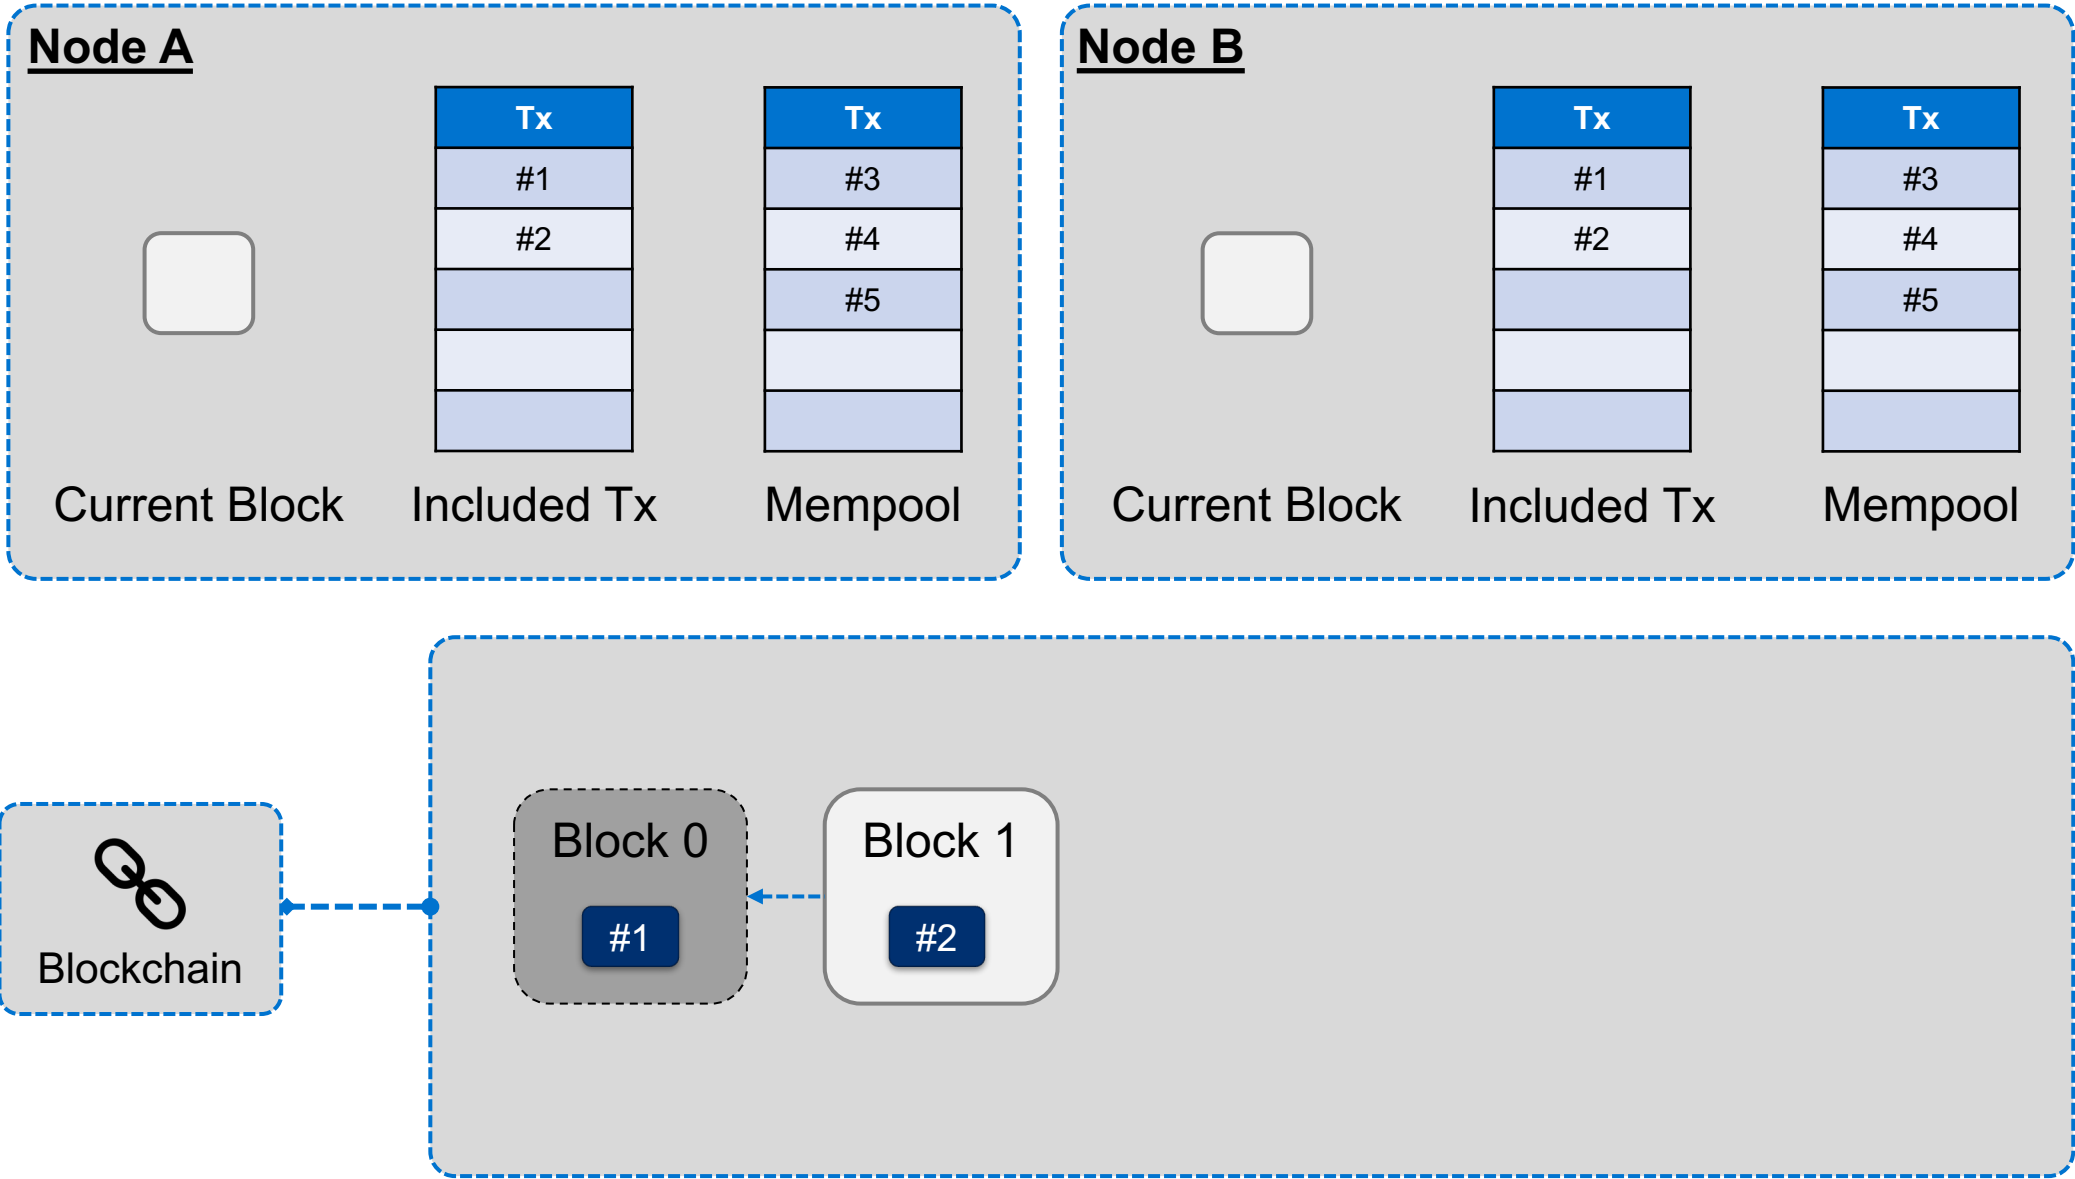 Node A
Tx
#1
#2
Tx
#3
#4
#5
Current Block
Included Tx
Mempool
Node B
Tx
#1
#2
Tx
#3
#4
#5
Current Block
Included Tx
Mempool
Blockchain
Block 0
#1
Block 1
#2